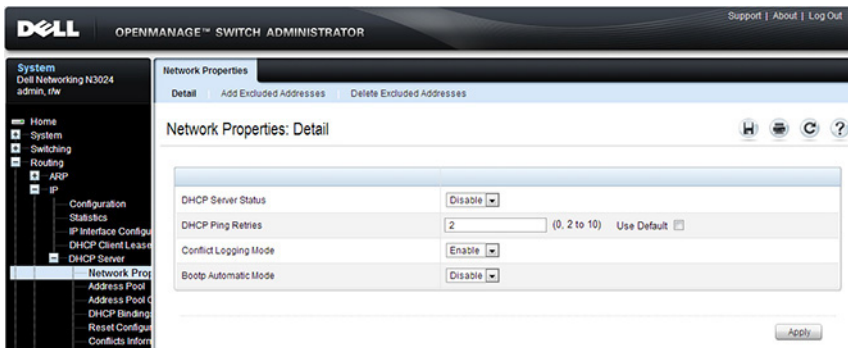 Support | About | Log Out
DELL OPENMANAGE™ SWITCH ADMINISTRATOR
System
Dell Networking N3024
admin, r/w
Home
System
Switching
Routing
ARP
IP
Configuration
Statistics
IP Interface Configu
DHCP Client Lease
DHCP Server
Network Prop
Address Pool
Address Pool C
DHCP Binding
Reset Configur
Conflicts Inform
Network Properties
Detail | Add Excluded Addresses | Delete Excluded Addresses
Network Properties: Detail
DHCP Server Status Disable
DHCP Ping Retries 2 (0, 2 to 10) Use Default
Conflict Logging Mode Enable
Bootp Automatic Mode Disable
Apply